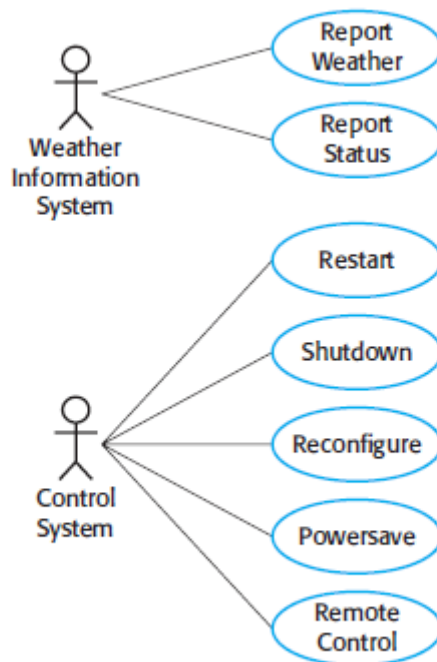 Report
Weather
Report
Status
Weather
Information
System
Restart
Shutdown
Reconfigure
Powersave
Remote
Control
Control
System